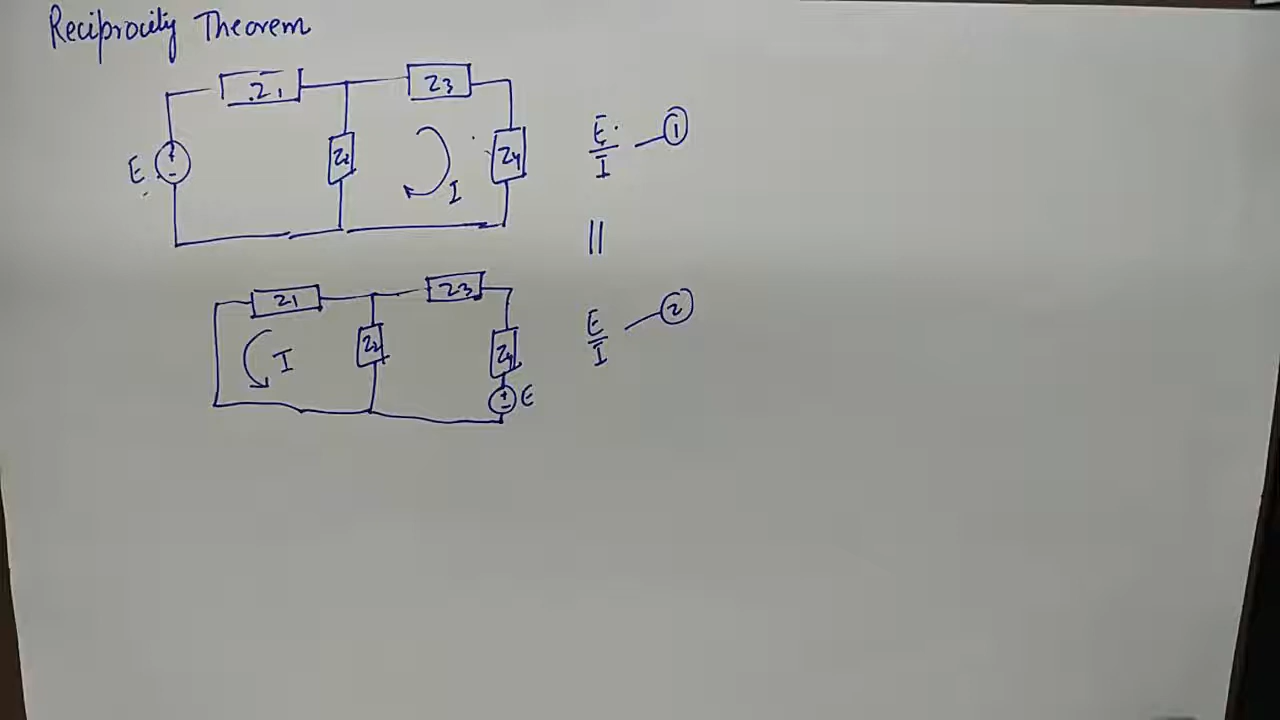 Reciprocity Theorem
Z1 Z3
E + - Z2 I Z4
E/I — 1
||
Z1 Z3
I Z2 Z4
+ - E
E/I — 2